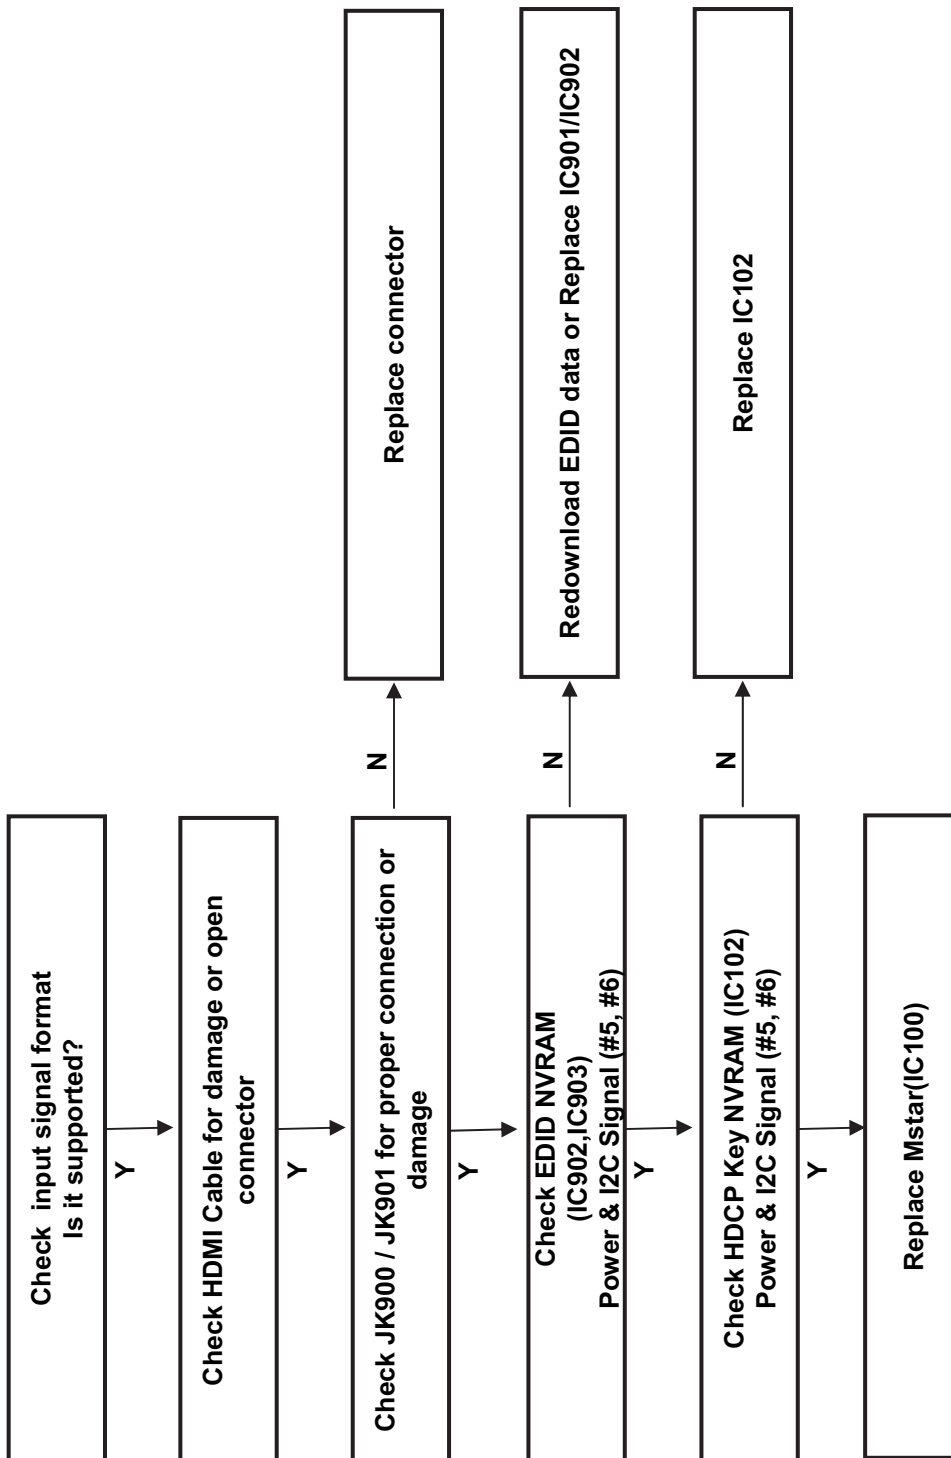 Check input signal format
Is it supported?
Y
Check HDMI Cable for damage or open
connector
Y
Check JK900 / JK901 for proper connection or
damage
N
Replace connector
Y
Check EDID NVRAM
(IC902,IC903)
Power & I2C Signal (#5, #6)
N
Redownload EDID data or Replace IC901/IC902
Y
Check HDCP Key NVRAM (IC102)
Power & I2C Signal (#5, #6)
N
Replace IC102
Y
Replace Mstar(IC100)